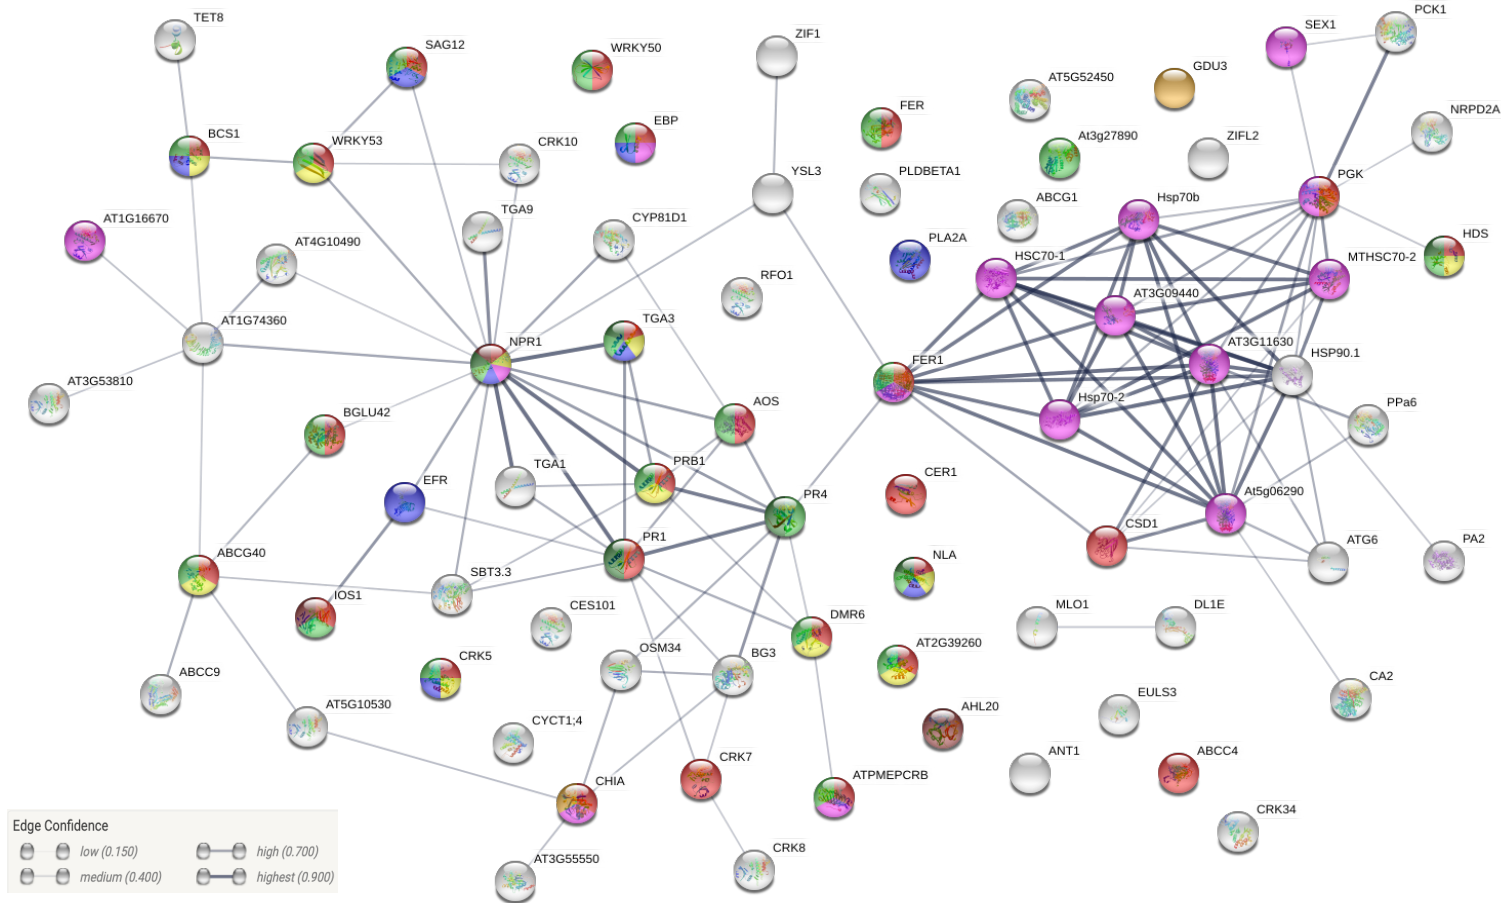 TET8
SAG12
WRKY50
ZIF1
SEX1
PCK1
AT5G52450
GDU3
NRPD2A
BCS1
WRKY53
CRK10
EBP
FER
At3g27890
ZIFL2
PGK
YSL3
PLDBETA1
ABCG1
Hsp70b
AT1G16670
AT4G10490
TGA9
CYP81D1
PLA2A
HSC70-1
MTHSC70-2
HDS
RFO1
AT3G09440
AT1G74360
NPR1
TGA3
FER1
AT3G11630
HSP90.1
AT3G53810
BGLU42
AOS
Hsp70-2
PPa6
EFR
TGA1
PRB1
PR4
CER1
At5g06290
PR1
CSD1
ATG6
PA2
ABCG40
IOS1
SBT3.3
CES101
NLA
DMR6
MLO1
DL1E
ABCC9
CRK5
OSM34
BG3
AT2G39260
CA2
AT5G10530
CYCT1;4
AHL20
EULS3
CHIA
CRK7
ATPMEPCRB
ANT1
ABCC4
AT3G55550
CRK8
CRK34
Edge Confidence
low (0.150)
high (0.700)
medium (0.400)
highest (0.900)